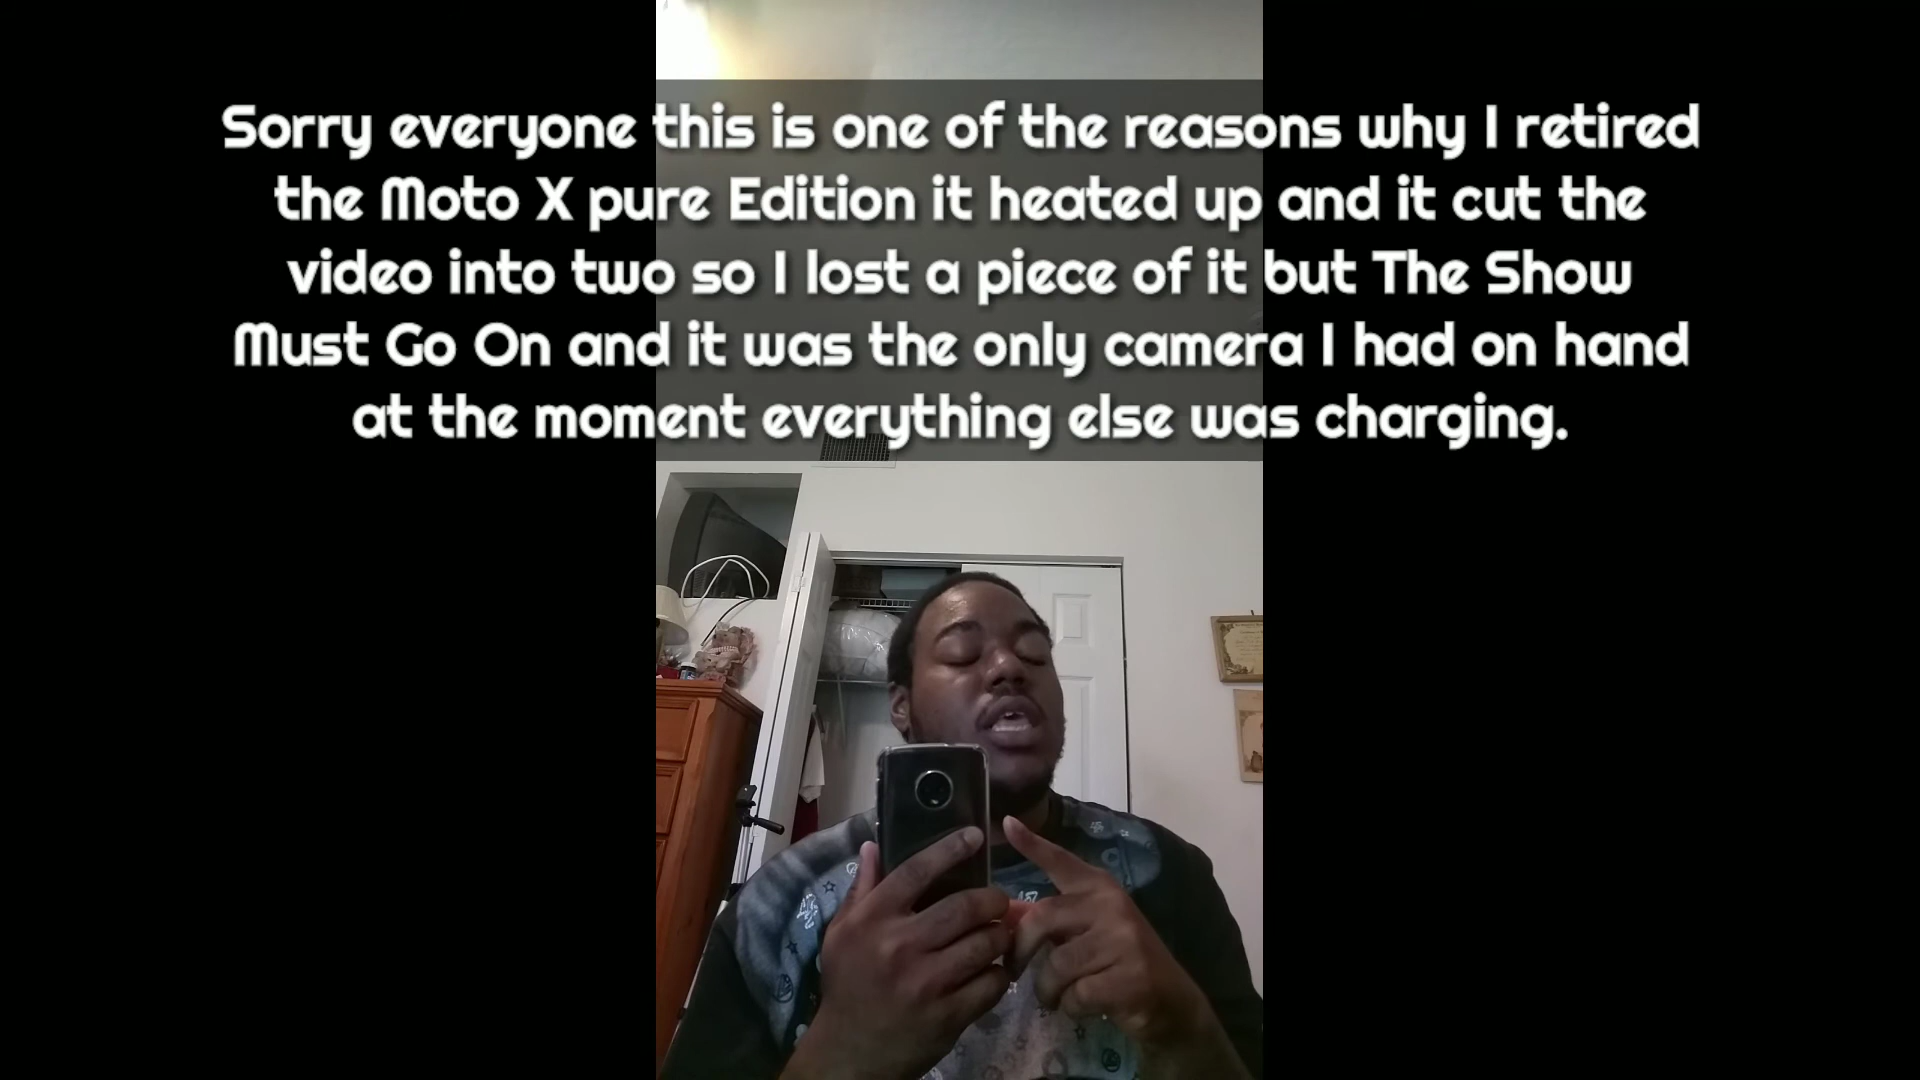 Sorry everyone this is one of the reasons why I retired
the Moto X pure Edition it heated up and it cut the
video into two so I lost a piece of it but The Show
Must Go On and it was the only camera I had on hand
at the moment everything else was charging.